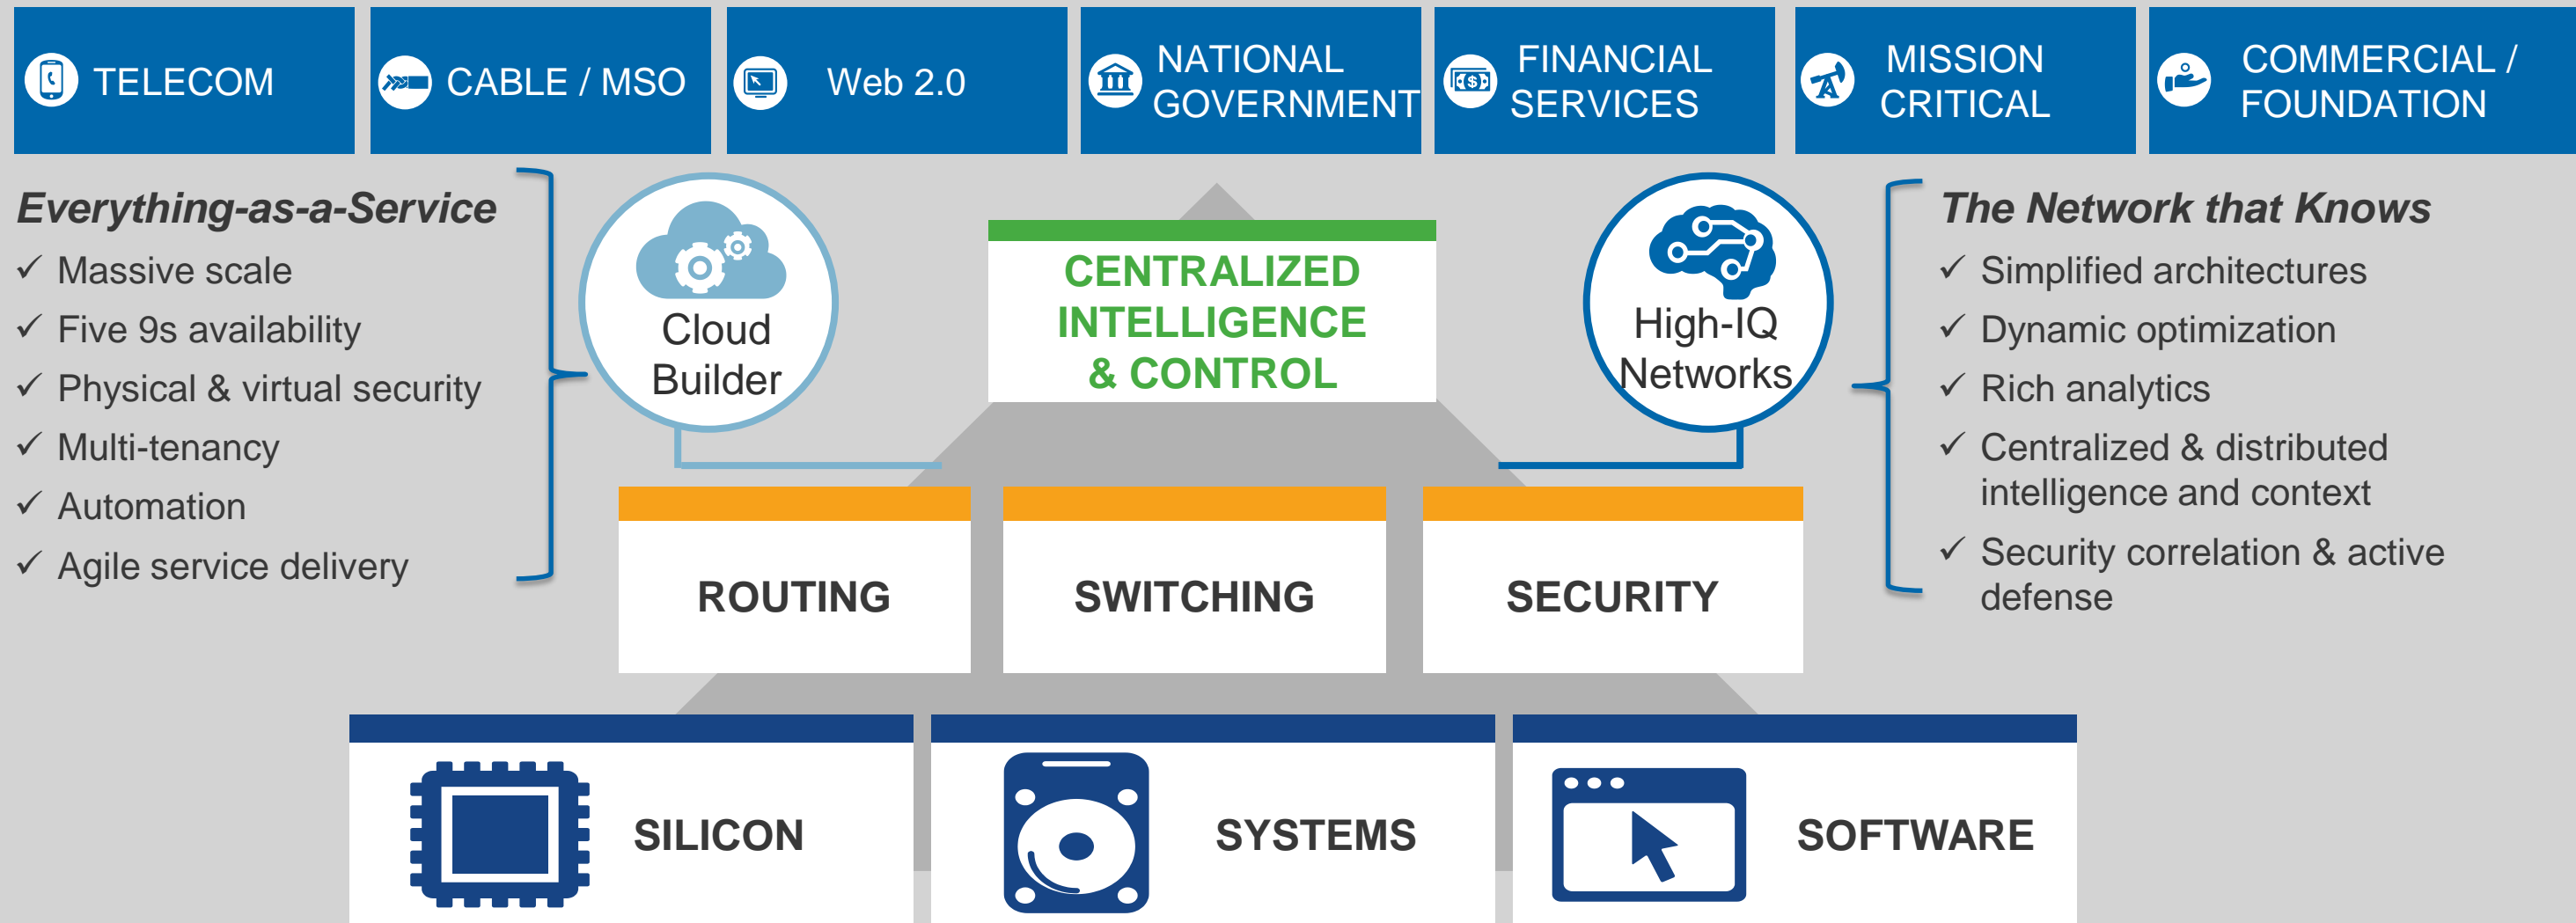 TELECOM
CABLE / MSO
Web 2.0
NATIONAL
GOVERNMENT
FINANCIAL
SERVICES
MISSION
CRITICAL
COMMERCIAL /
FOUNDATION
Everything-as-a-Service
✓ Massive scale
✓ Five 9s availability
✓ Physical & virtual security
✓ Multi-tenancy
✓ Automation
✓ Agile service delivery
Cloud
Builder
CENTRALIZED
INTELLIGENCE
& CONTROL
High-IQ
Networks
The Network that Knows
✓ Simplified architectures
✓ Dynamic optimization
✓ Rich analytics
✓ Centralized & distributed
intelligence and context
✓ Security correlation & active
defense
ROUTING
SWITCHING
SECURITY
SILICON
SYSTEMS
SOFTWARE